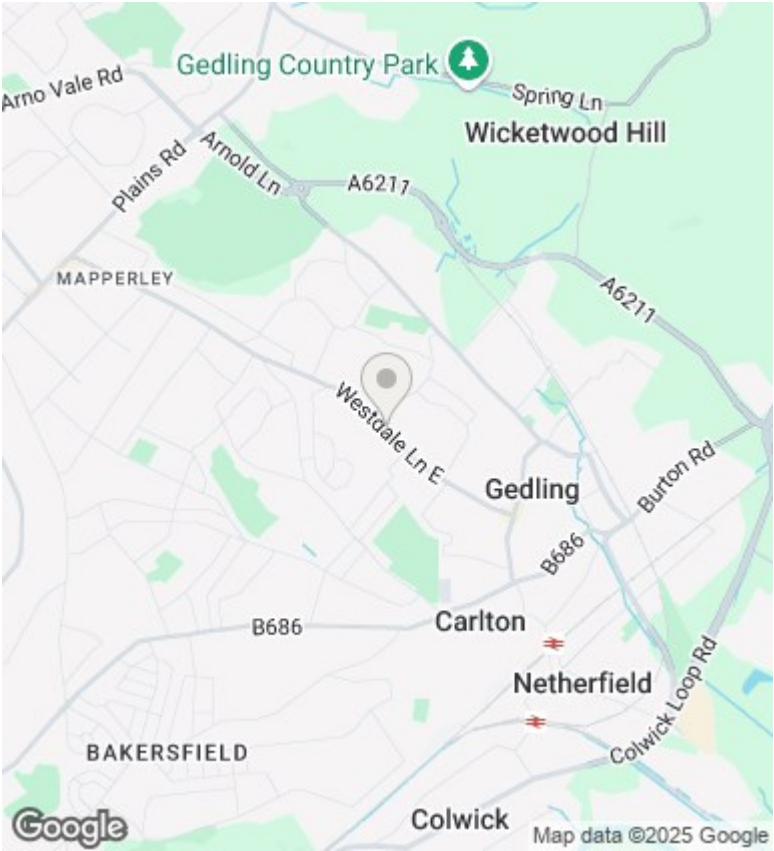 Gedling Country Park
Arno Vale Rd
Spring Ln
Wicketwood Hill
Plains Rd
Arnold Ln
A6211
MAPPERLEY
A6211
Westdale Ln E
Gedling
Burton Rd
B686
B686
Carlton
Netherfield
Colwick Loop Rd
BAKERSFIELD
Colwick
Google
Map data ©2025 Google